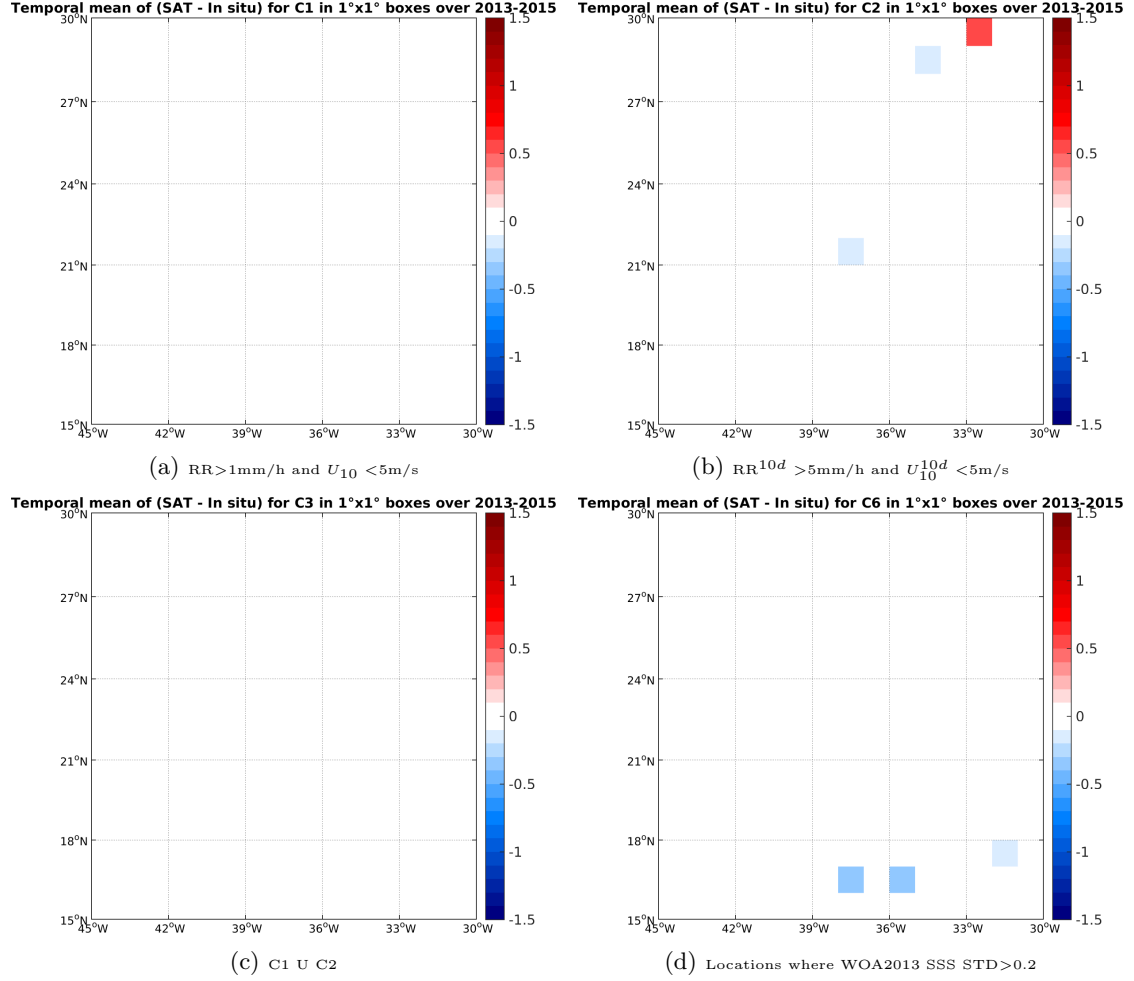 Temporal mean of (SAT - In situ) for C1 in 1°x1° boxes over 2013-2015
30°N
27°N
24°N
21°N
18°N
15°N
45°W 42°W 39°W 36°W 33°W 30°W
1.5
1
0.5
0
-0.5
-1
-1.5
(a) RR>1mm/h and U10 <5m/s
Temporal mean of (SAT - In situ) for C2 in 1°x1° boxes over 2013-2015
30°N
27°N
24°N
21°N
18°N
15°N
45°W 42°W 39°W 36°W 33°W 30°W
1.5
1
0.5
0
-0.5
-1
-1.5
(b) RR^10d >5mm/h and U10^10d <5m/s
Temporal mean of (SAT - In situ) for C3 in 1°x1° boxes over 2013-2015
30°N
27°N
24°N
21°N
18°N
15°N
45°W 42°W 39°W 36°W 33°W 30°W
1.5
1
0.5
0
-0.5
-1
-1.5
(c) C1 U C2
Temporal mean of (SAT - In situ) for C6 in 1°x1° boxes over 2013-2015
30°N
27°N
24°N
21°N
18°N
15°N
45°W 42°W 39°W 36°W 33°W 30°W
1.5
1
0.5
0
-0.5
-1
-1.5
(d) Locations where WOA2013 SSS STD>0.2